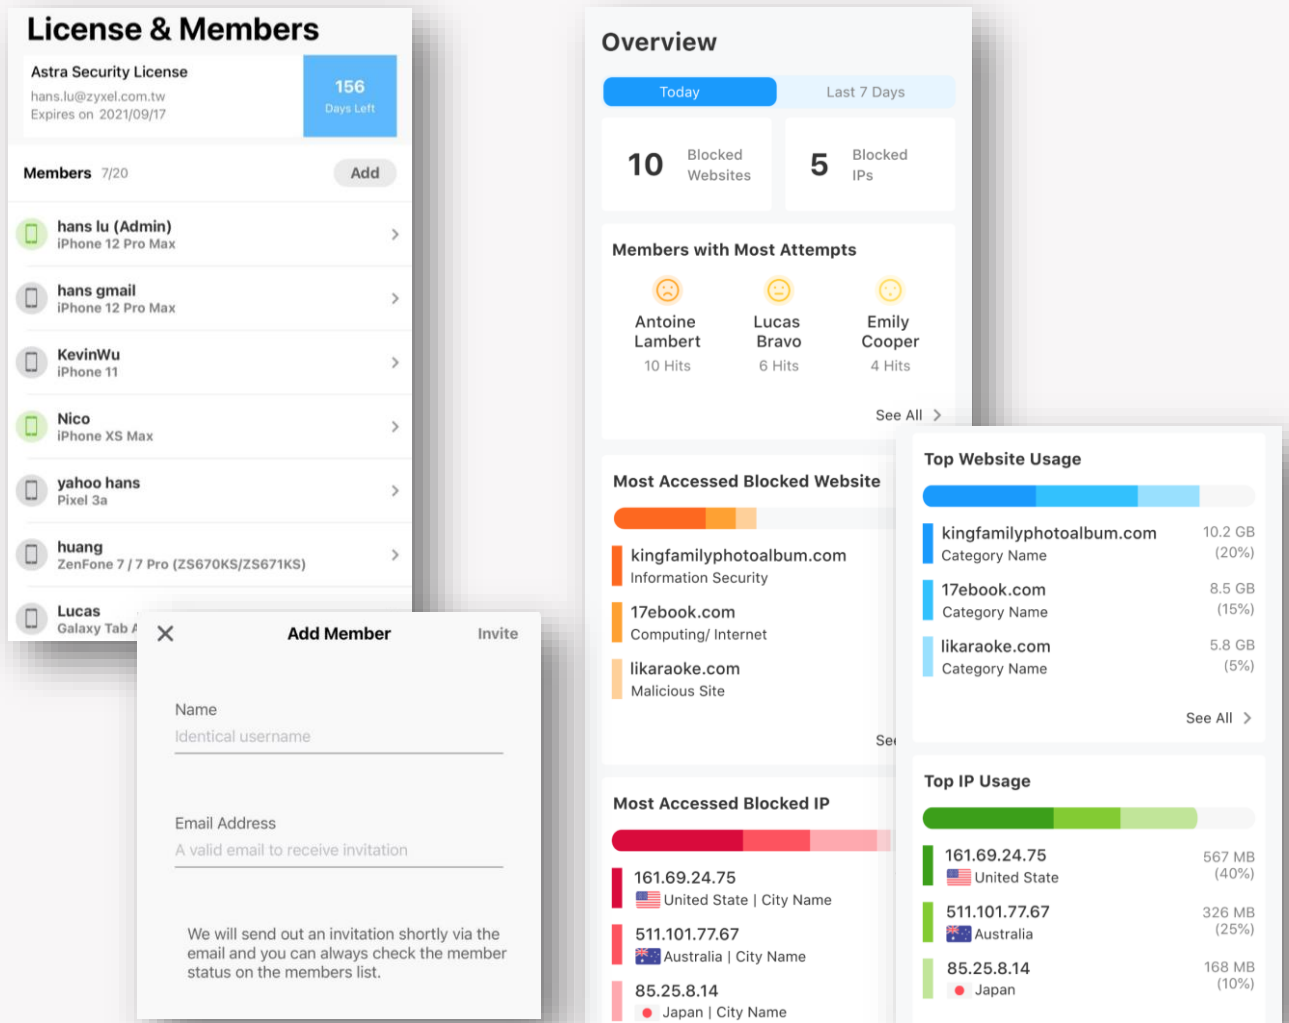 License & Members
Astra Security License
hans.lu@zyxel.com.tw
Expires on 2021/09/17
156
Days Left
Members 7/20
Add
hans lu (Admin)
iPhone 12 Pro Max
hans gmail
iPhone 12 Pro Max
KevinWu
iPhone 11
Nico
iPhone XS Max
yahoo hans
Pixel 3a
huang
ZenFone 7 / 7 Pro (ZS670KS/ZS671KS)
Lucas
Galaxy Tab A
Add Member
Invite
Name
Identical username
Email Address
A valid email to receive invitation
We will send out an invitation shortly via the
email and you can always check the member
status on the members list.
Overview
Today
Last 7 Days
10
Blocked
Websites
5
Blocked
IPs
Members with Most Attempts
Antoine
Lambert
10 Hits
Lucas
Bravo
6 Hits
Emily
Cooper
4 Hits
See All
Most Accessed Blocked Website
kingfamilyphotoalbum.com
Information Security
17ebook.com
Computing/ Internet
likaraoke.com
Malicious Site
See
Most Accessed Blocked IP
161.69.24.75
United State | City Name
511.101.77.67
Australia | City Name
85.25.8.14
Japan | City Name
Top Website Usage
kingfamilyphotoalbum.com
Category Name
10.2 GB
(20%)
17ebook.com
Category Name
8.5 GB
(15%)
likaraoke.com
Category Name
5.8 GB
(5%)
See All
Top IP Usage
161.69.24.75
United State
567 MB
(40%)
511.101.77.67
Australia
326 MB
(25%)
85.25.8.14
Japan
168 MB
(10%)